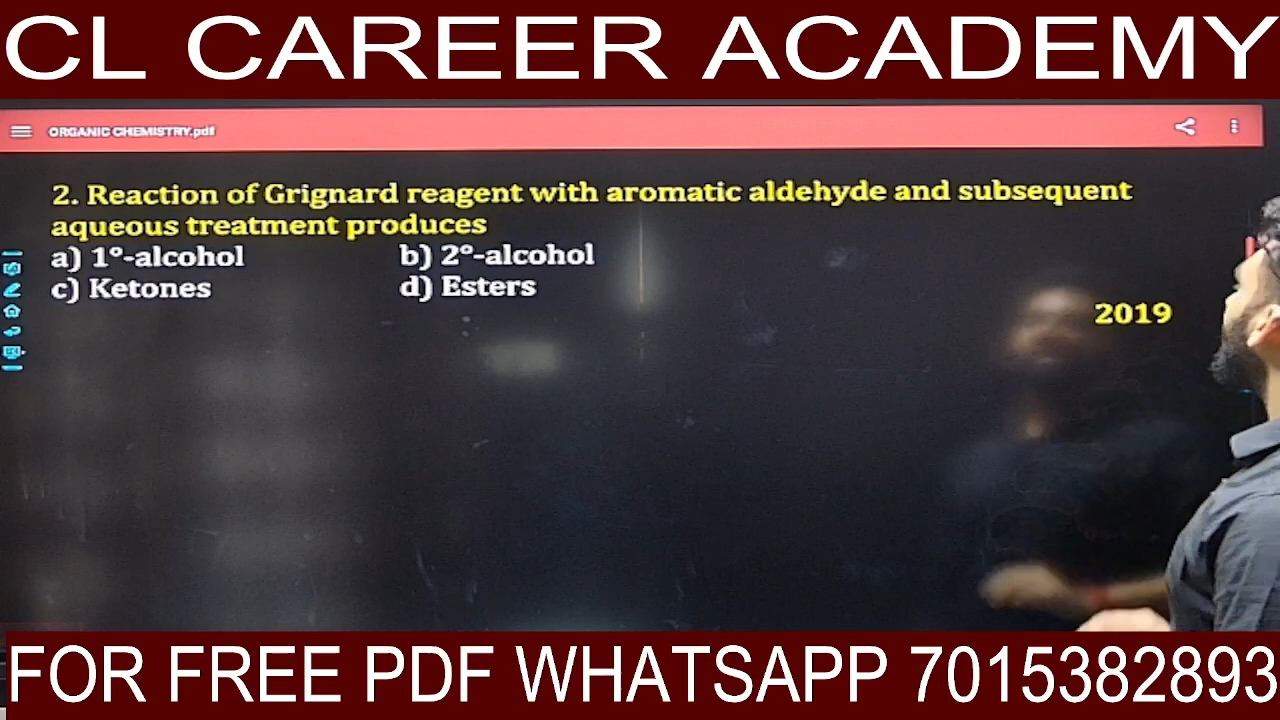 CL CAREER ACADEMY
ORGANIC CHEMISTRY.pdf
2. Reaction of Grignard reagent with aromatic aldehyde and subsequent
aqueous treatment produces
a) 1°-alcohol b) 2°-alcohol
c) Ketones d) Esters
2019
FOR FREE PDF WHATSAPP 7015382893